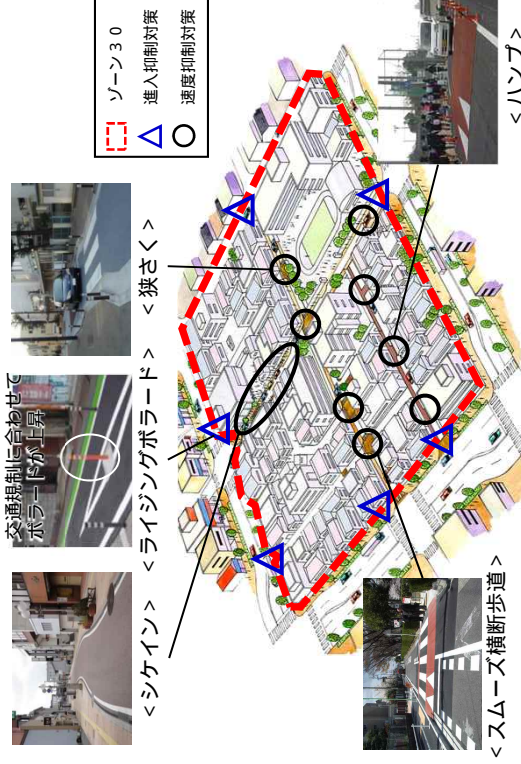 交通規制に合わせて
ボラードが上昇
<シケイン>
<ライジングボラード>
<狭さく>
ゾーン30
進入抑制対策
速度抑制対策
<スムーズ横断歩道>
<ハンプ>